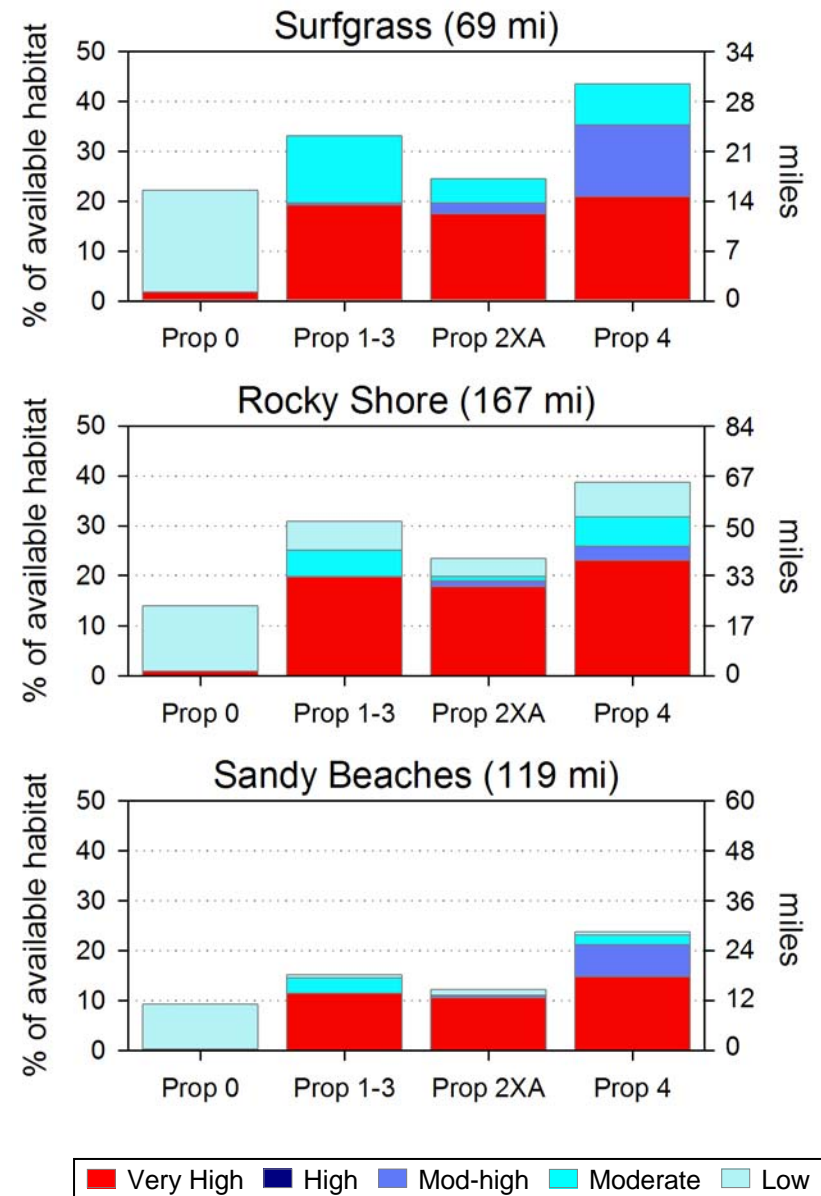 Surfgrass (69 mi)
% of available habitat
50
40
30
20
10
0
34
28
21
14
7
0
miles
Prop 0 Prop 1-3 Prop 2XA Prop 4
Rocky Shore (167 mi)
% of available habitat
50
40
30
20
10
0
84
67
50
33
17
0
miles
Prop 0 Prop 1-3 Prop 2XA Prop 4
Sandy Beaches (119 mi)
% of available habitat
50
40
30
20
10
0
60
48
36
24
12
0
miles
Prop 0 Prop 1-3 Prop 2XA Prop 4
Very High High Mod-high Moderate Low